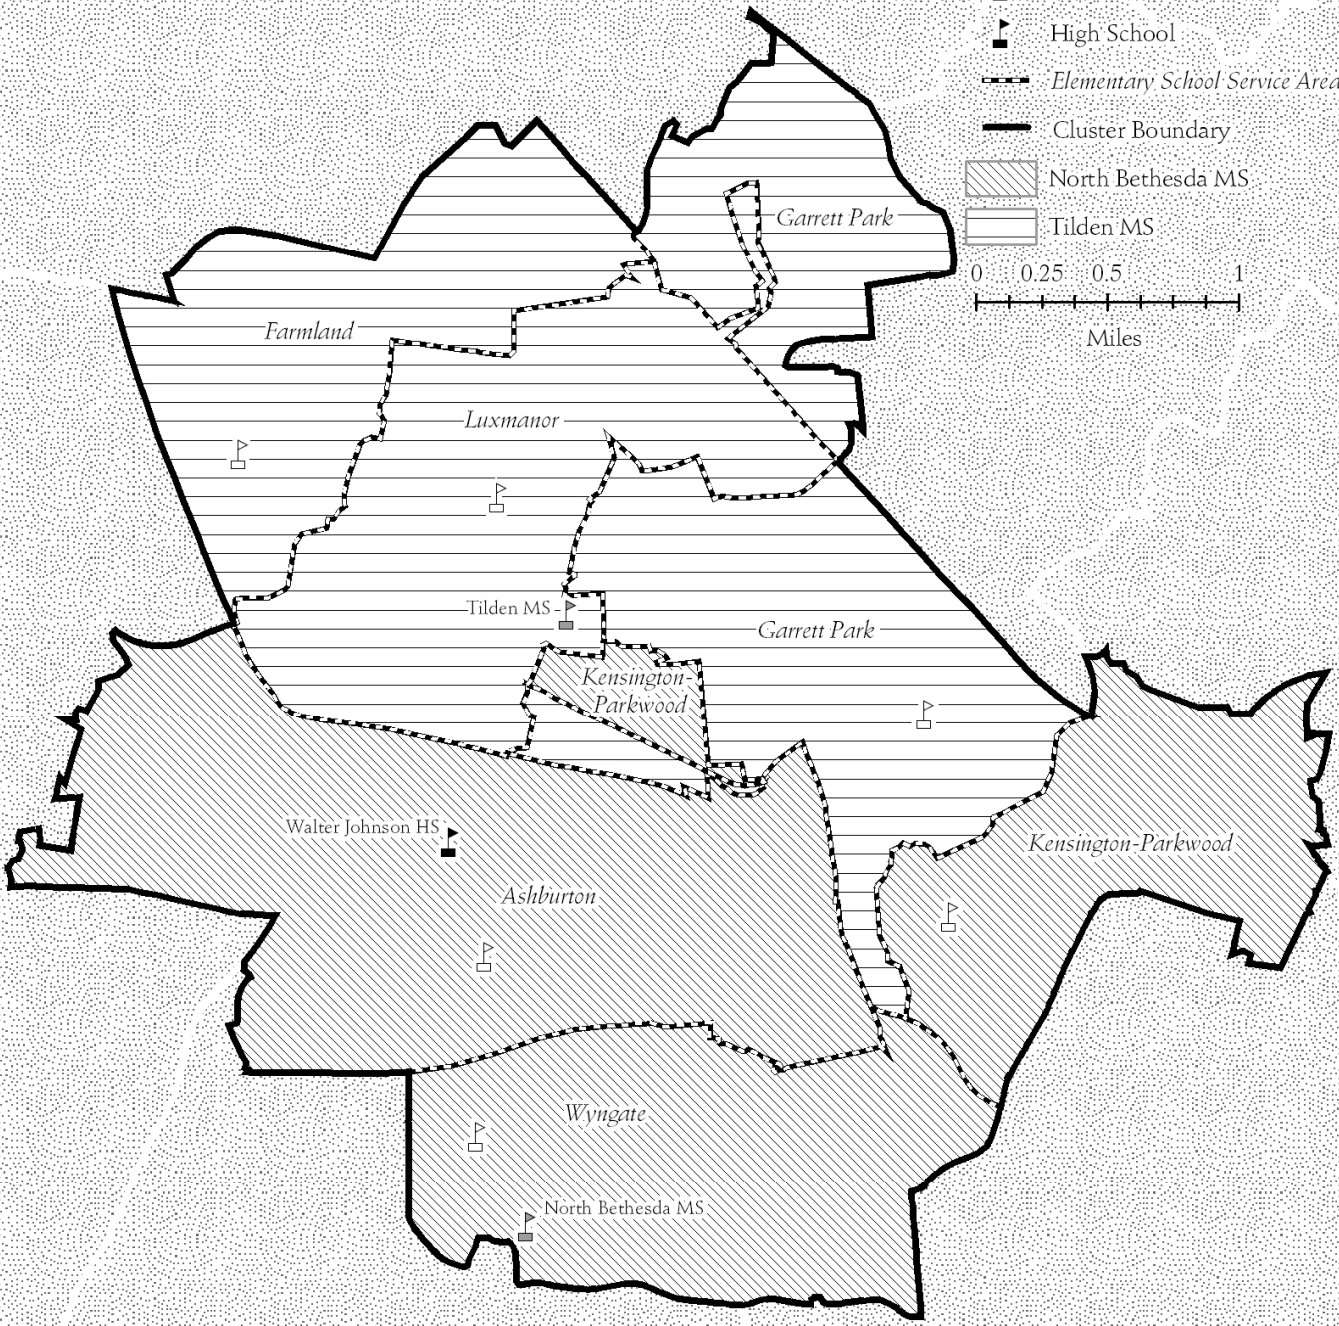 High School
Elementary School Service Area
Cluster Boundary
North Bethesda MS
Tilden MS
0 0.25 0.5 1
Miles
Garrett Park
Farmland
Luxmanor
Tilden MS
Garrett Park
Kensington-
Parkwood
Walter Johnson HS
Kensington-Parkwood
Ashburton
Wyngate
North Bethesda MS